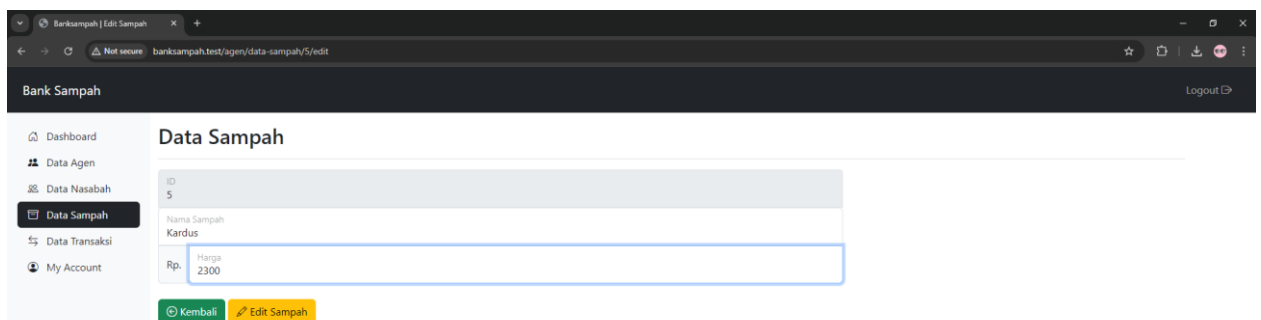 Banksampah | Edit Sampah
Not secure banksampah.test/agen/data-sampah/5/edit
Bank Sampah
Logout
Dashboard
Data Agen
Data Nasabah
Data Sampah
Data Transaksi
My Account
Data Sampah
ID
5
Nama Sampah
Kardus
Rp.
Harga
2300
Kembali
Edit Sampah